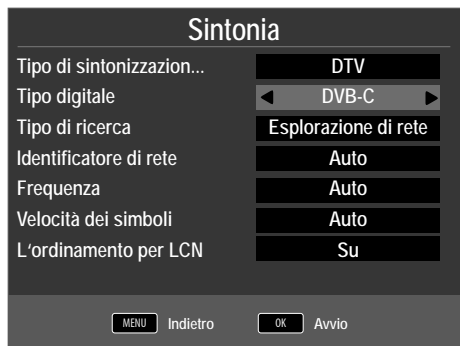 Sintonia
Tipo di sintonizzazion... DTV
Tipo digitale DVB-C
Tipo di ricerca Esplorazione di rete
Identificatore di rete Auto
Frequenza Auto
Velocità dei simboli Auto
L'ordinamento per LCN Su
MENU Indietro OK Avvio